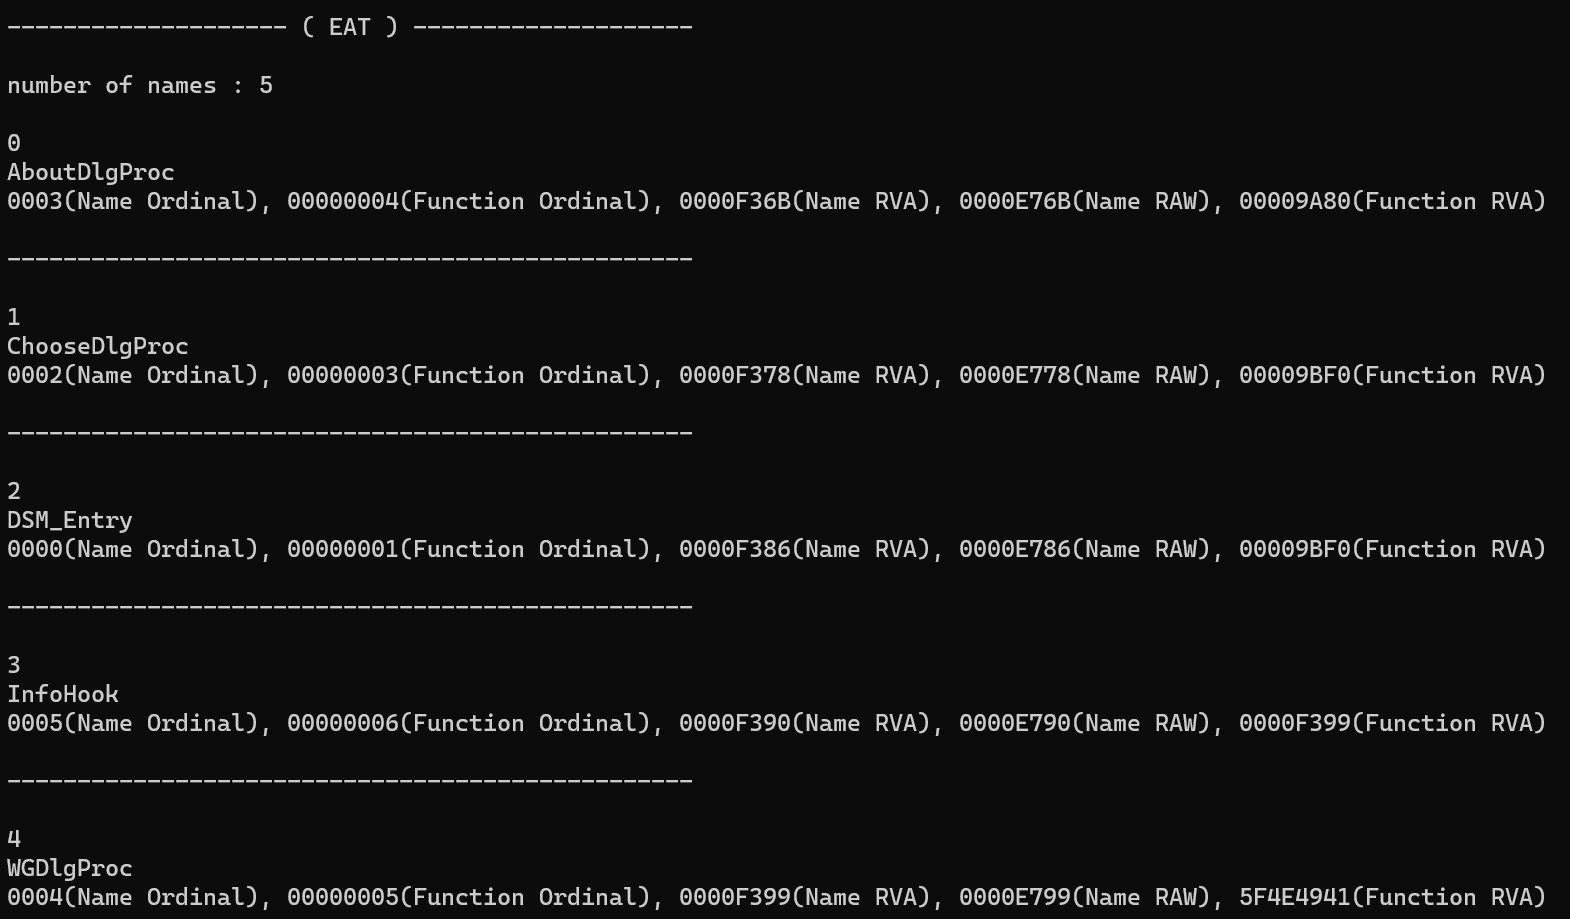 -------------------- ( EAT ) --------------------
number of names : 5
0
AboutDlgProc
0003(Name Ordinal), 00000004(Function Ordinal), 0000F36B(Name RVA), 0000E76B(Name RAW), 00009A80(Function RVA)
-------------------------------------------------
1
ChooseDlgProc
0002(Name Ordinal), 00000003(Function Ordinal), 0000F378(Name RVA), 0000E778(Name RAW), 00009BF0(Function RVA)
-------------------------------------------------
2
DSM_Entry
0000(Name Ordinal), 00000001(Function Ordinal), 0000F386(Name RVA), 0000E786(Name RAW), 00009BF0(Function RVA)
-------------------------------------------------
3
InfoHook
0005(Name Ordinal), 00000006(Function Ordinal), 0000F390(Name RVA), 0000E790(Name RAW), 0000F399(Function RVA)
-------------------------------------------------
4
WGDlgProc
0004(Name Ordinal), 00000005(Function Ordinal), 0000F399(Name RVA), 0000E799(Name RAW), 5F4E4941(Function RVA)